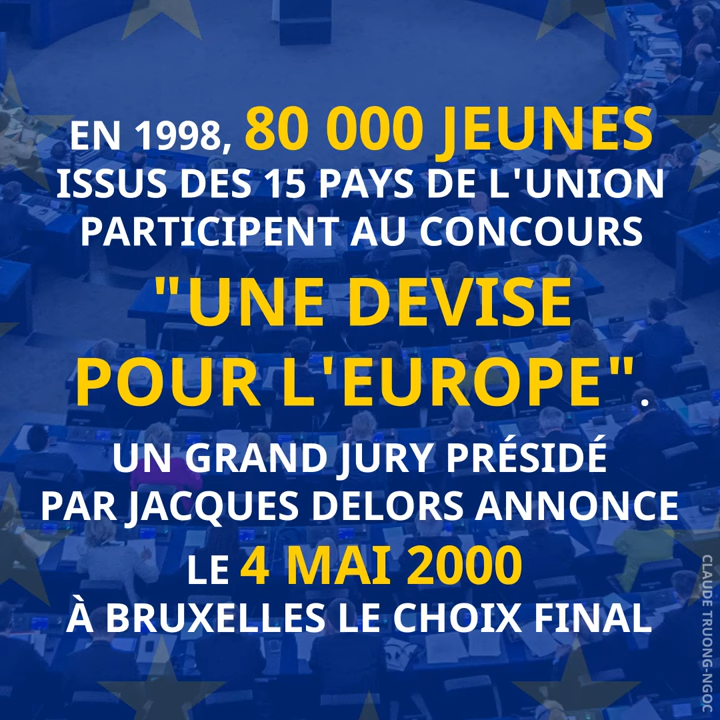 EN 1998, 80 000 JEUNES
ISSUS DES 15 PAYS DE L'UNION
PARTICIPENT AU CONCOURS
"UNE DEVISE
POUR L'EUROPE".
UN GRAND JURY PRÉSIDÉ
PAR JACQUES DELORS ANNONCE
LE 4 MAI 2000
À BRUXELLES LE CHOIX FINAL
CLAUDE TRUONG-NGOC